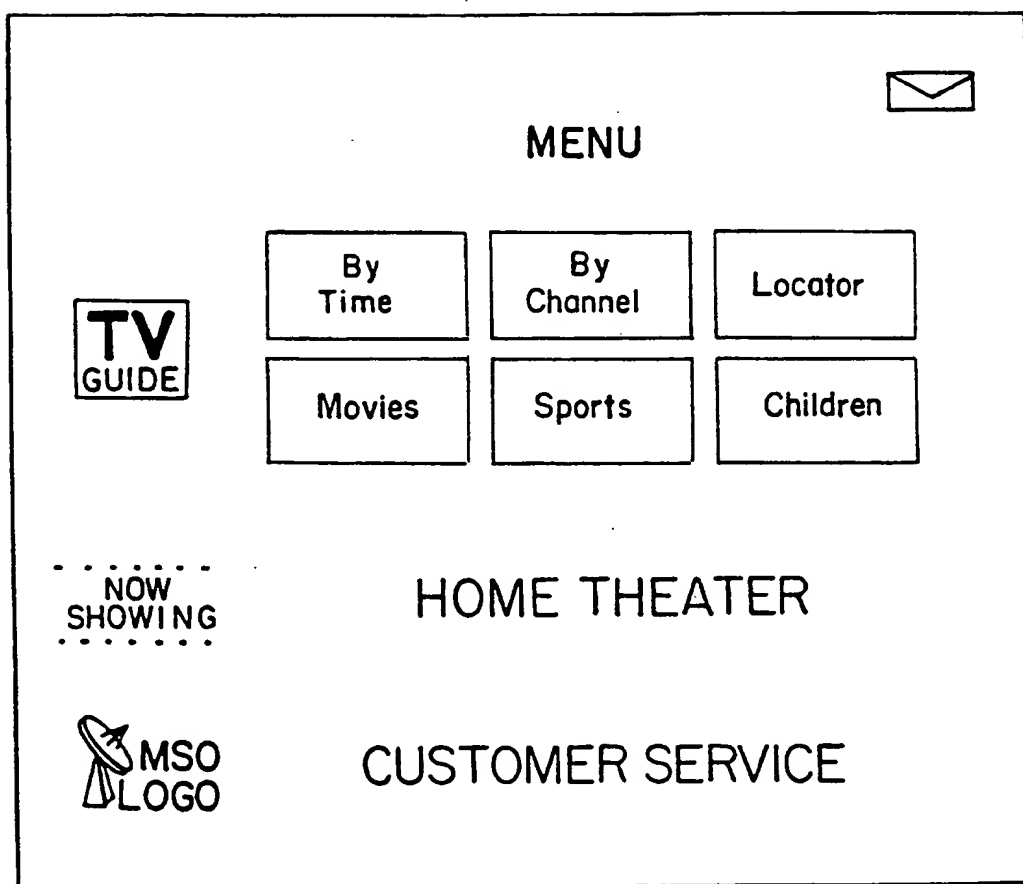 MENU
By
Time
By
Channel
Locator
TV
GUIDE
Movies
Sports
Children
NOW
SHOWING
HOME THEATER
MSO
LOGO
CUSTOMER SERVICE